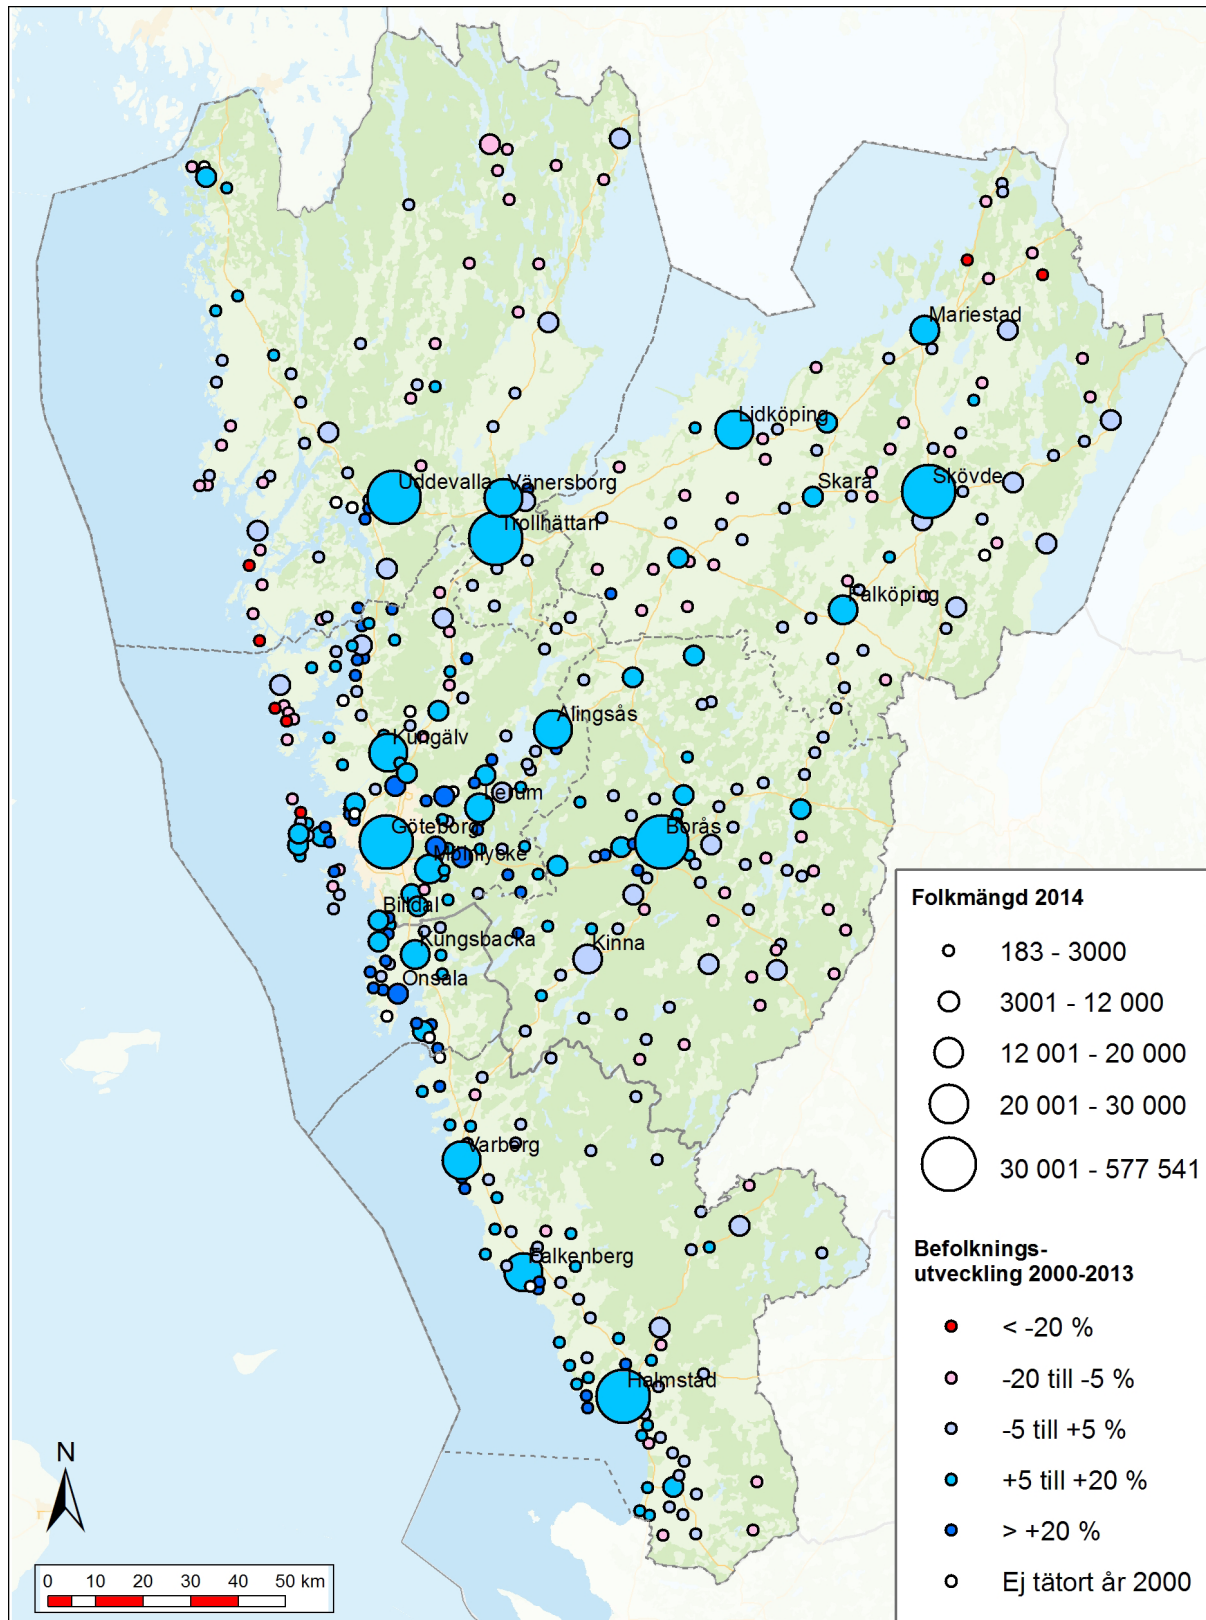 Mariestad
Lidköping
Uddevalla
Vänersborg
Skara
Skövde
Trollhättan
Falköping
Alingsås
Kungälv
Lerum
Göteborg
Borås
Mölnlycke
Billdal
Kungsbacka
Kinna
Onsala
Varberg
Falkenberg
Halmstad
Folkmängd 2014
183 - 3000
3001 - 12 000
12 001 - 20 000
20 001 - 30 000
30 001 - 577 541
Befolknings-
utveckling 2000-2013
< -20 %
-20 till -5 %
-5 till +5 %
+5 till +20 %
> +20 %
Ej tätort år 2000
N
0 10 20 30 40 50 km